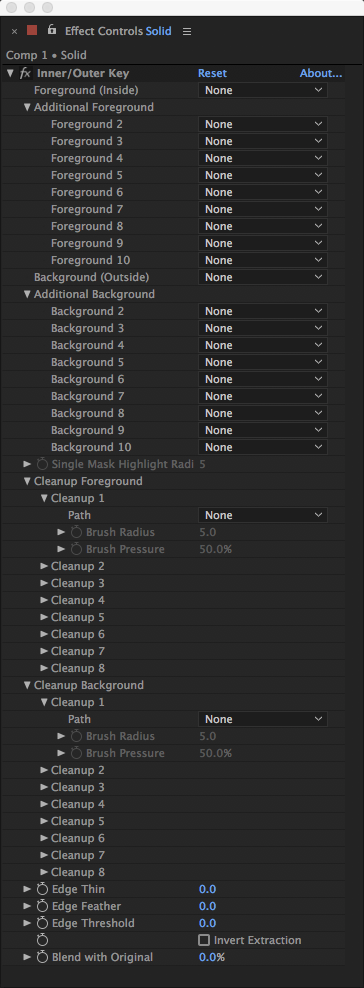 Effect Controls Solid
Comp 1 • Solid
fx Inner/Outer Key Reset About...
Foreground (Inside) None
Additional Foreground
Foreground 2 None
Foreground 3 None
Foreground 4 None
Foreground 5 None
Foreground 6 None
Foreground 7 None
Foreground 8 None
Foreground 9 None
Foreground 10 None
Background (Outside) None
Additional Background
Background 2 None
Background 3 None
Background 4 None
Background 5 None
Background 6 None
Background 7 None
Background 8 None
Background 9 None
Background 10 None
Single Mask Highlight Radi 5
Cleanup Foreground
Cleanup 1
Path None
Brush Radius 5.0
Brush Pressure 50.0%
Cleanup 2
Cleanup 3
Cleanup 4
Cleanup 5
Cleanup 6
Cleanup 7
Cleanup 8
Cleanup Background
Cleanup 1
Path None
Brush Radius 5.0
Brush Pressure 50.0%
Cleanup 2
Cleanup 3
Cleanup 4
Cleanup 5
Cleanup 6
Cleanup 7
Cleanup 8
Edge Thin 0.0
Edge Feather 0.0
Edge Threshold 0.0
Invert Extraction
Blend with Original 0.0%